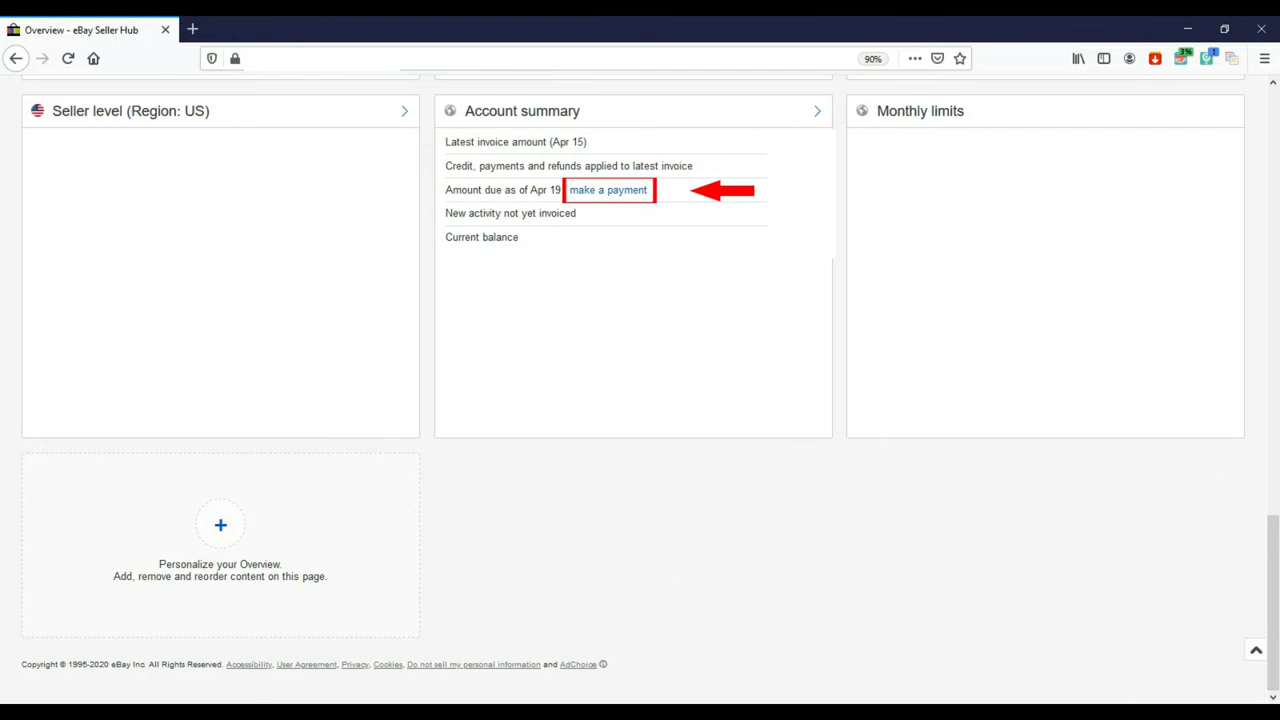 Overview - eBay Seller Hub
90%
3%
1
Seller level (Region: US)
Account summary
Monthly limits
Latest invoice amount (Apr 15)
Credit, payments and refunds applied to latest invoice
Amount due as of Apr 19 make a payment
New activity not yet invoiced
Current balance
Personalize your Overview.
Add, remove and reorder content on this page.
Copyright © 1995-2020 eBay Inc. All Rights Reserved. Accessibility, User Agreement, Privacy, Cookies, Do not sell my personal information and AdChoice